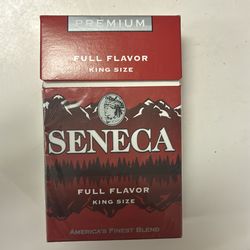 PREMIUM
FULL FLAVOR
KING SIZE
SENECA
FULL FLAVOR
KING SIZE
AMERICA'S FINEST BLEND